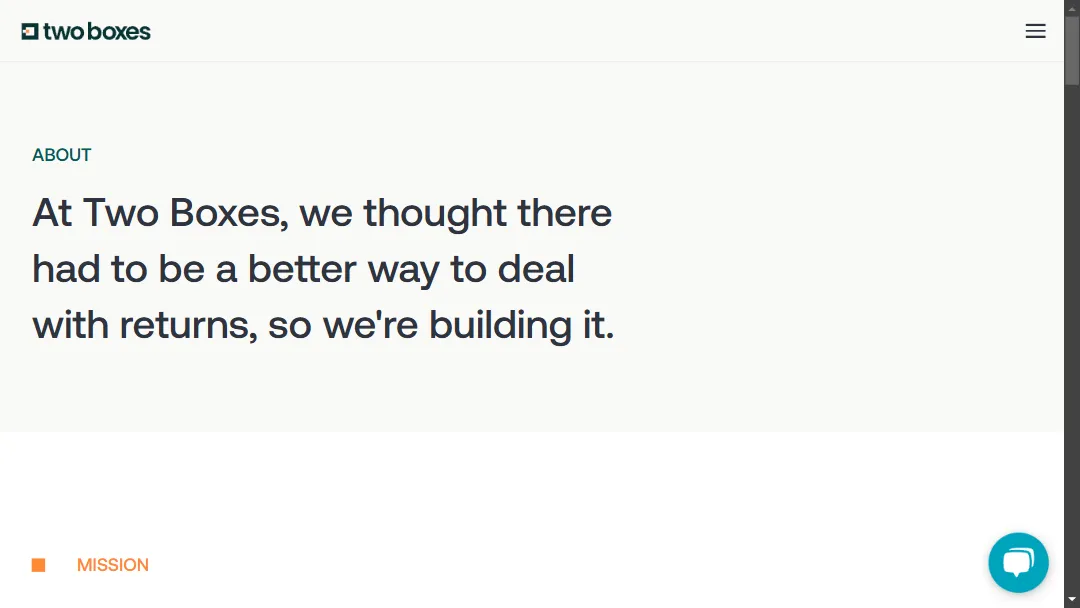 two boxes
ABOUT
At Two Boxes, we thought there
had to be a better way to deal
with returns, so we're building it.
MISSION